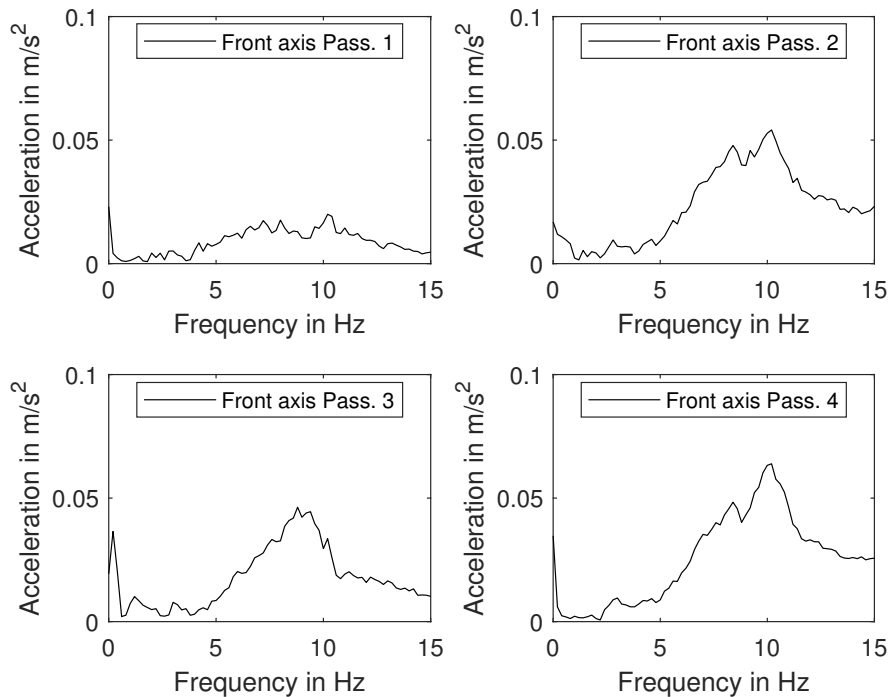 0.1
Front axis Pass. 1
0.05
0
Acceleration in m/s²
0 5 10 15
Frequency in Hz
0.1
Front axis Pass. 2
0.05
0
Acceleration in m/s²
0 5 10 15
Frequency in Hz
0.1
Front axis Pass. 3
0.05
0
Acceleration in m/s²
0 5 10 15
Frequency in Hz
0.1
Front axis Pass. 4
0.05
0
Acceleration in m/s²
0 5 10 15
Frequency in Hz